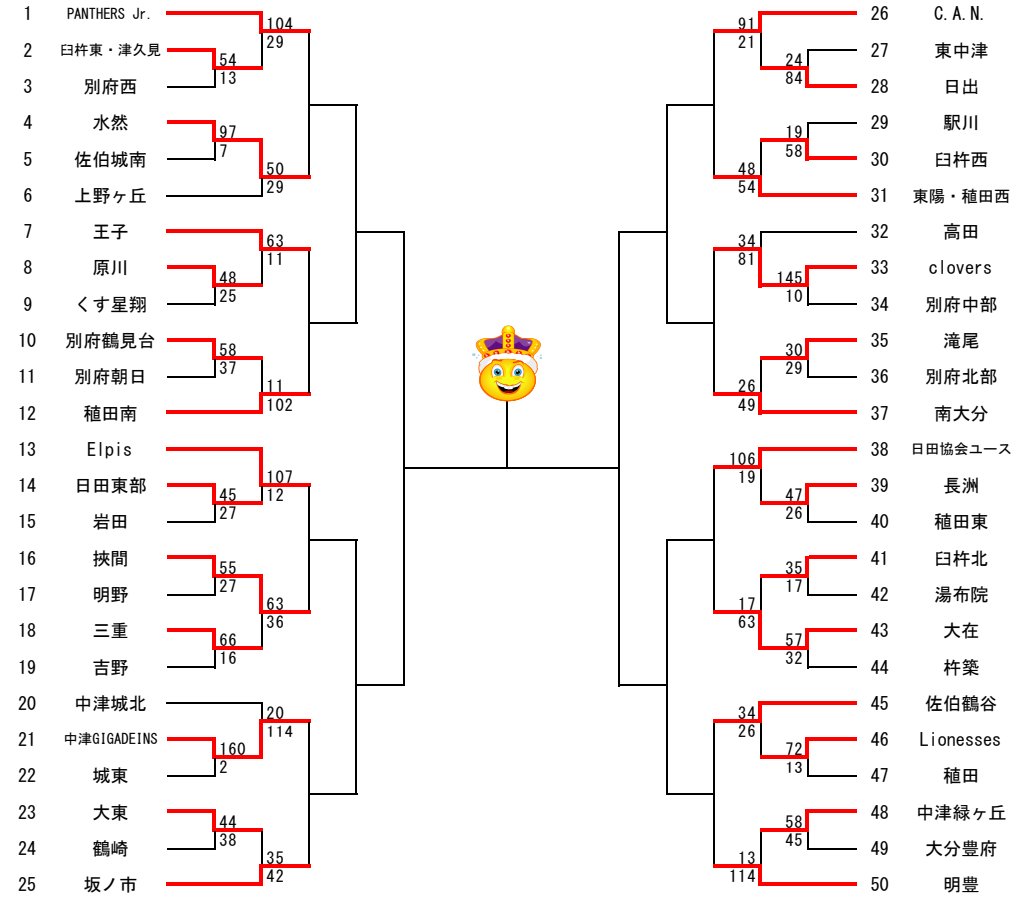 1 PANTHERS Jr.
104
29
2 臼杵東・津久見
54
13
3 別府西
4 水然
97
7
5 佐伯城南
50
29
6 上野ヶ丘
7 王子
63
11
8 原川
48
25
9 くす星翔
10 別府鶴見台
58
37
11 別府朝日
11
102
12 稙田南
13 Elpis
107
12
14 日田東部
45
27
15 岩田
16 挾間
55
27
17 明野
63
36
18 三重
66
16
19 吉野
20 中津城北
20
114
21 中津GIGADEINS
160
2
22 城東
23 大東
44
38
24 鶴崎
35
42
25 坂ノ市
91
21
26 C.A.N.
24
84
27 東中津
28 日出
19
58
29 駅川
30 臼杵西
48
54
31 東陽・稙田西
34
81
32 高田
145
10
33 clovers
34 別府中部
30
29
35 滝尾
36 別府北部
26
49
37 南大分
106
19
38 日田協会ユース
47
26
39 長洲
40 稙田東
35
17
41 臼杵北
42 湯布院
17
63
57
32
43 大在
44 杵築
34
26
45 佐伯鶴谷
72
13
46 Lionesses
47 稙田
58
45
48 中津緑ヶ丘
49 大分豊府
13
114
50 明豊